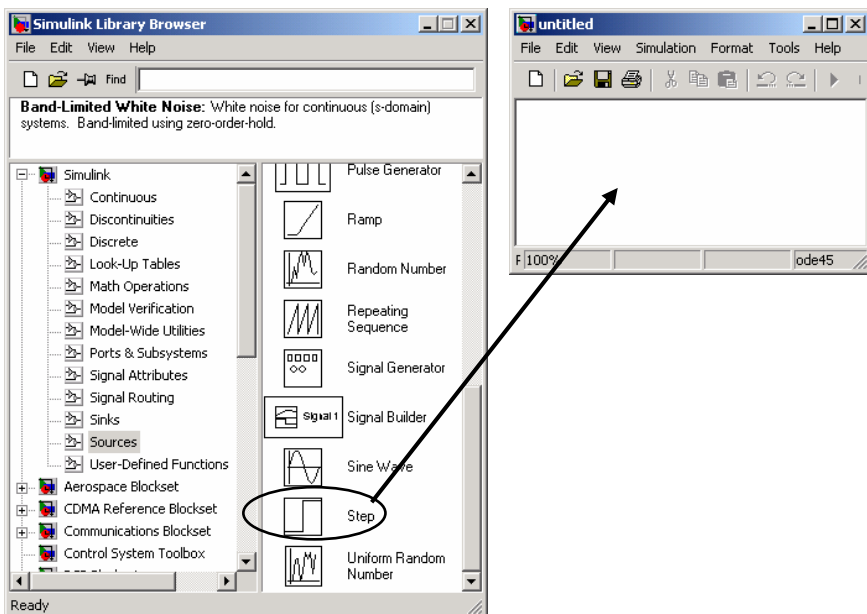 Simulink Library Browser
File Edit View Help
Find
Band-Limited White Noise: White noise for continuous (s-domain)
systems. Band-limited using zero-order-hold.
Simulink
Continuous
Discontinuities
Discrete
Look-Up Tables
Math Operations
Model Verification
Model-Wide Utilities
Ports & Subsystems
Signal Attributes
Signal Routing
Sinks
Sources
User-Defined Functions
Aerospace Blockset
CDMA Reference Blockset
Communications Blockset
Control System Toolbox
Pulse Generator
Ramp
Random Number
Repeating
Sequence
Signal Generator
Signal 1 Signal Builder
Sine Wave
Step
Uniform Random
Number
Ready
untitled
File Edit View Simulation Format Tools Help
F 100% ode45